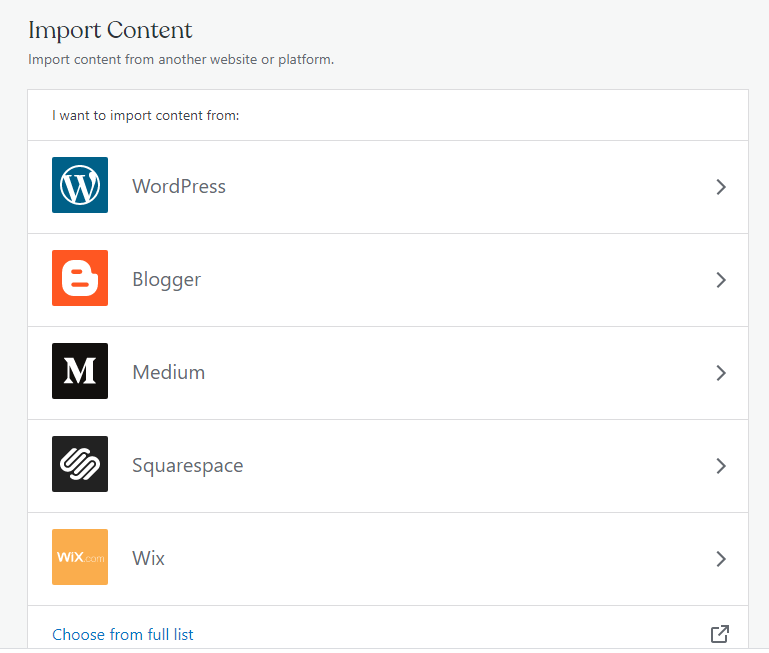 Import Content
Import content from another website or platform.
I want to import content from:
WordPress
Blogger
M
Medium
Squarespace
WiX.com
Wix
Choose from full list